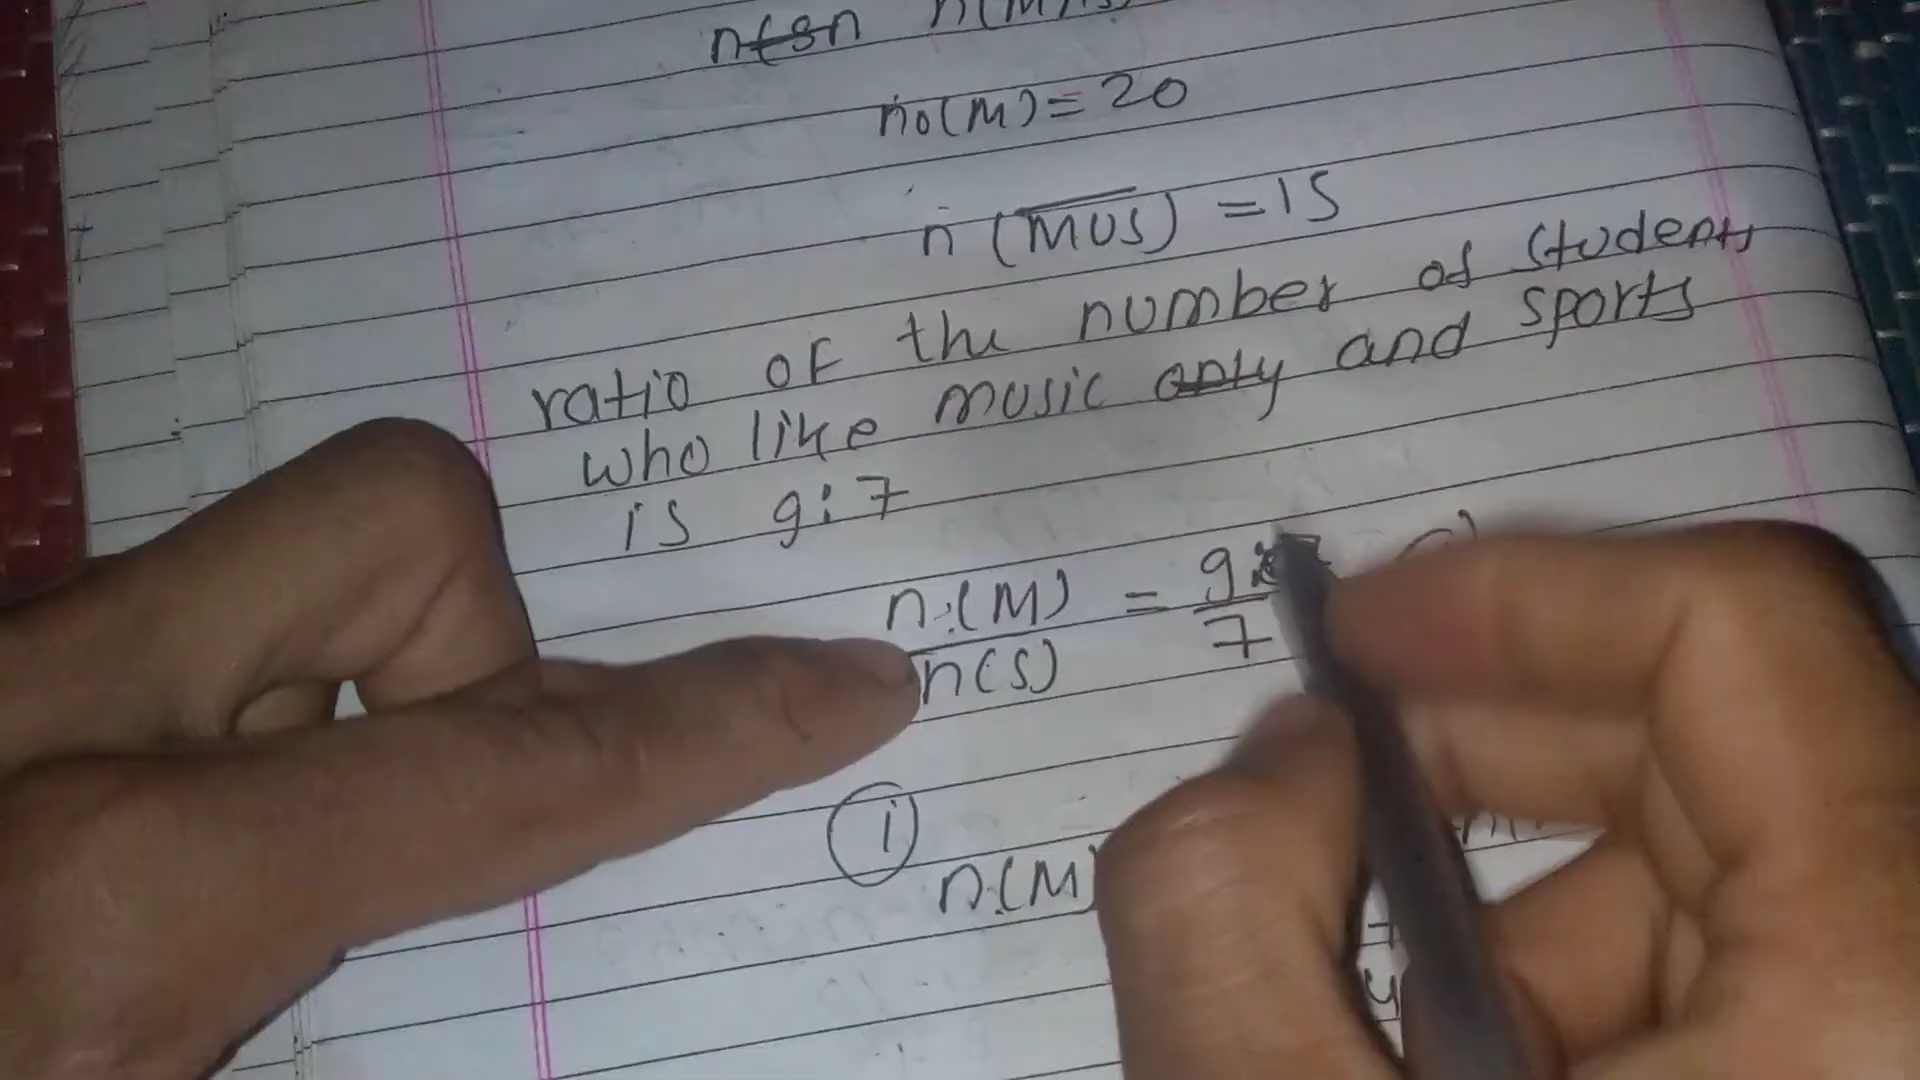 n(M)
n₀(M) = 20
n (M̅U̅S̅) = 15
ratio of the number of students
who like music only and sports
is 9:7
n.(M) = 9
n(S) 7
i
n.(M)